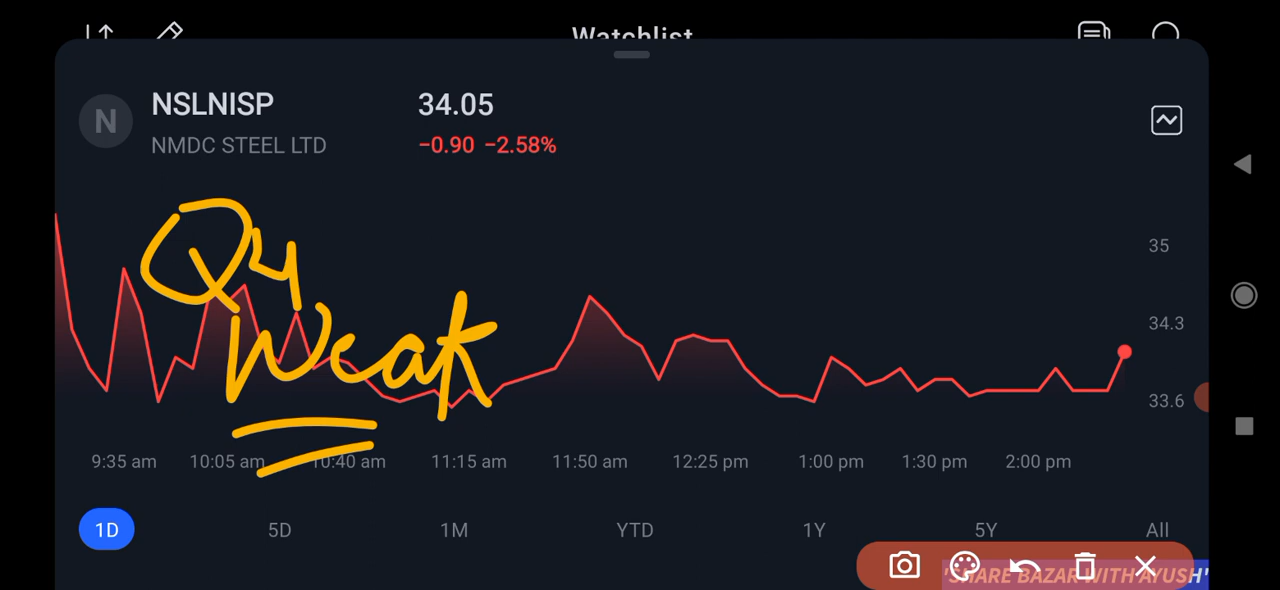 Watchlist
N
NSLNISP
34.05
NMDC STEEL LTD
−0.90 −2.58%
Q4
Weak
35
34.3
33.6
9:35 am 10:05 am 10:40 am 11:15 am 11:50 am 12:25 pm 1:00 pm 1:30 pm 2:00 pm
1D 5D 1M YTD 1Y 5Y All
'SHARE BAZAR WITH AYUSH'